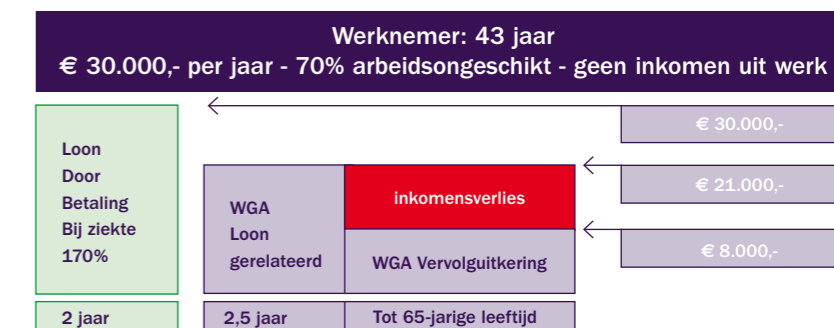 Werknemer: 43 jaar
€ 30.000,- per jaar - 70% arbeidsongeschikt - geen inkomen uit werk
Loon
Door
Betaling
Bij ziekte
170%
WGA
Loon
gerelateerd
inkomensverlies
WGA Vervolguitkering
€ 30.000,-
€ 21.000,-
€ 8.000,-
2 jaar
2,5 jaar
Tot 65-jarige leeftijd